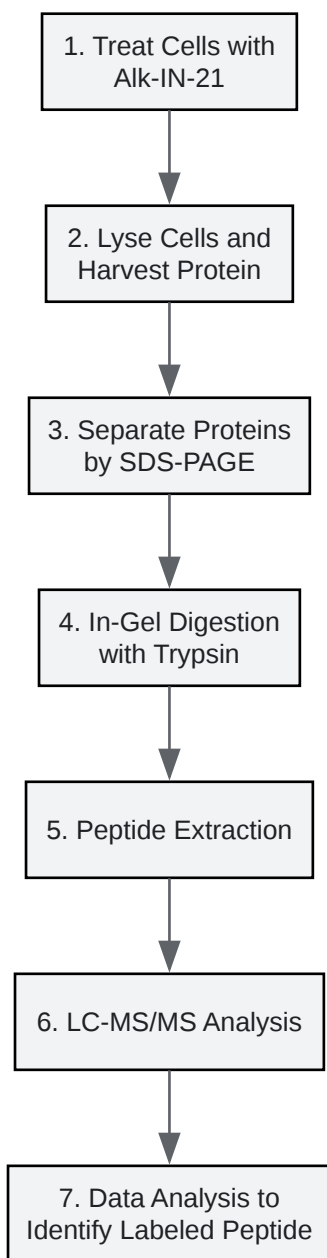 1. Treat Cells with
Alk-IN-21
2. Lyse Cells and
Harvest Protein
3. Separate Proteins
by SDS-PAGE
4. In-Gel Digestion
with Trypsin
5. Peptide Extraction
6. LC-MS/MS Analysis
7. Data Analysis to
Identify Labeled Peptide